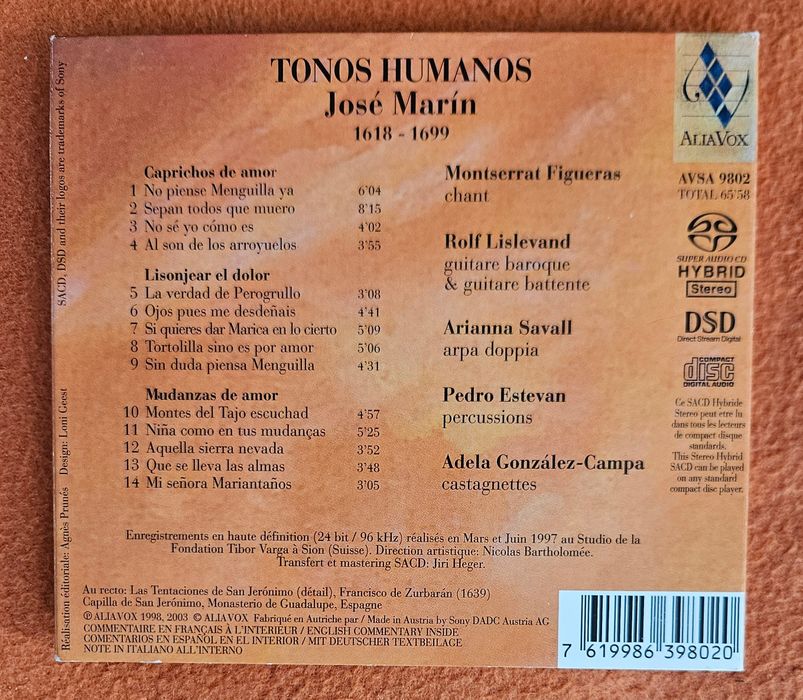 TONOS HUMANOS
José Marín
1618 - 1699
Caprichos de amor
1 No piense Menguilla ya 6'04
2 Sepan todos que muero 8'15
3 No sé yo cómo es 4'02
4 Al son de los arroyuelos 3'55
Lisonjear el dolor
5 La verdad de Perogrullo 3'08
6 Ojos pues me desdeñais 4'41
7 Si quieres dar Marica en lo cierto 5'09
8 Tortolilla sino es por amor 5'06
9 Sin duda piensa Menguilla 4'31
Mudanzas de amor
10 Montes del Tajo escuchad 4'57
11 Niña como en tus mudanças 5'25
12 Aquella sierra nevada 3'52
13 Que se lleva las almas 3'48
14 Mi señora Mariantaños 3'05
Montserrat Figueras
chant
Rolf Lislevand
guitare baroque
& guitare battente
Arianna Savall
arpa doppia
Pedro Estevan
percussions
Adela González-Campa
castagnettes
ALIAVOX
AVSA 9802
TOTAL 65'58
SUPER AUDIO CD
HYBRID
Stereo
DSD
Direct Stream Digital
COMPACT
disc
DIGITAL AUDIO
Ce SACD Hybride
Stereo peut etre lu
dans tous les lecteurs
de compact disque
standards.
This Stereo Hybrid
SACD can be played
on any standard
compact disc player.
Enregistrements en haute définition (24 bit / 96 kHz) réalisés en Mars et Juin 1997 au Studio de la
Fondation Tibor Varga à Sion (Suisse). Direction artistique: Nicolas Bartholomée.
Transfert et mastering SACD: Jiri Heger.
Au recto: Las Tentaciones de San Jerónimo (détail), Francisco de Zurbarán (1639)
Capilla de San Jerónimo, Monasterio de Guadalupe, Espagne
℗ ALIAVOX 1998, 2003 © ALIAVOX Fabriqué en Autriche par / Made in Austria by Sony DADC Austria AG
COMMENTAIRE EN FRANÇAIS À L'INTERIEUR / ENGLISH COMMENTARY INSIDE
COMENTARIOS EN ESPAÑOL EN EL INTERIOR / MIT DEUTSCHER TEXTBEILAGE
NOTE IN ITALIANO ALL'INTERNO
7 619986 398020
SACD, DSD and their logos are trademarks of Sony
Réalisation éditoriale: Agnès Prunés Design: Loni Geest